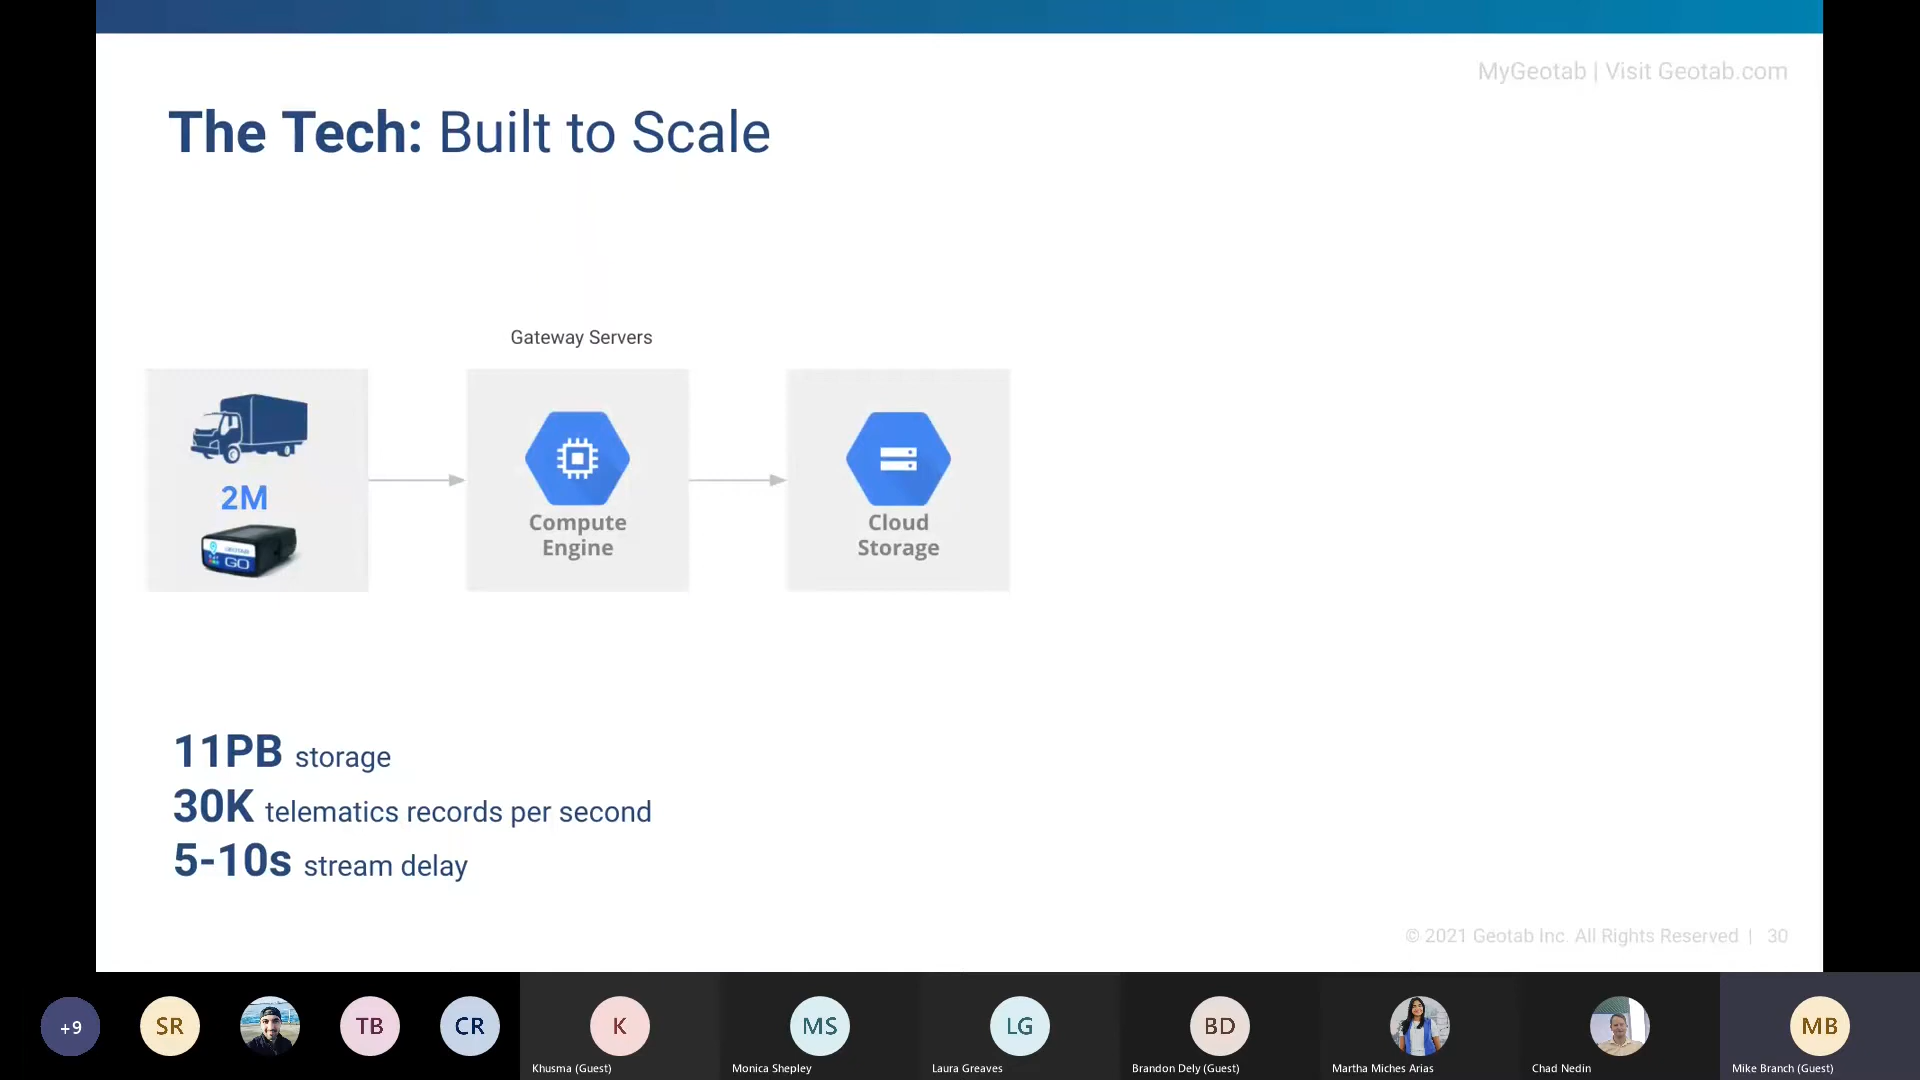 MyGeotab | Visit Geotab.com
The Tech: Built to Scale
Gateway Servers
2M
GEOTAB
GO
Compute
Engine
Cloud
Storage
11PB storage
30K telematics records per second
5-10s stream delay
© 2021 Geotab Inc. All Rights Reserved | 30
+9
SR
TB
CR
K
MS
LG
BD
MB
Khusma (Guest)
Monica Shepley
Laura Greaves
Brandon Dely (Guest)
Martha Miches Arias
Chad Nedin
Mike Branch (Guest)